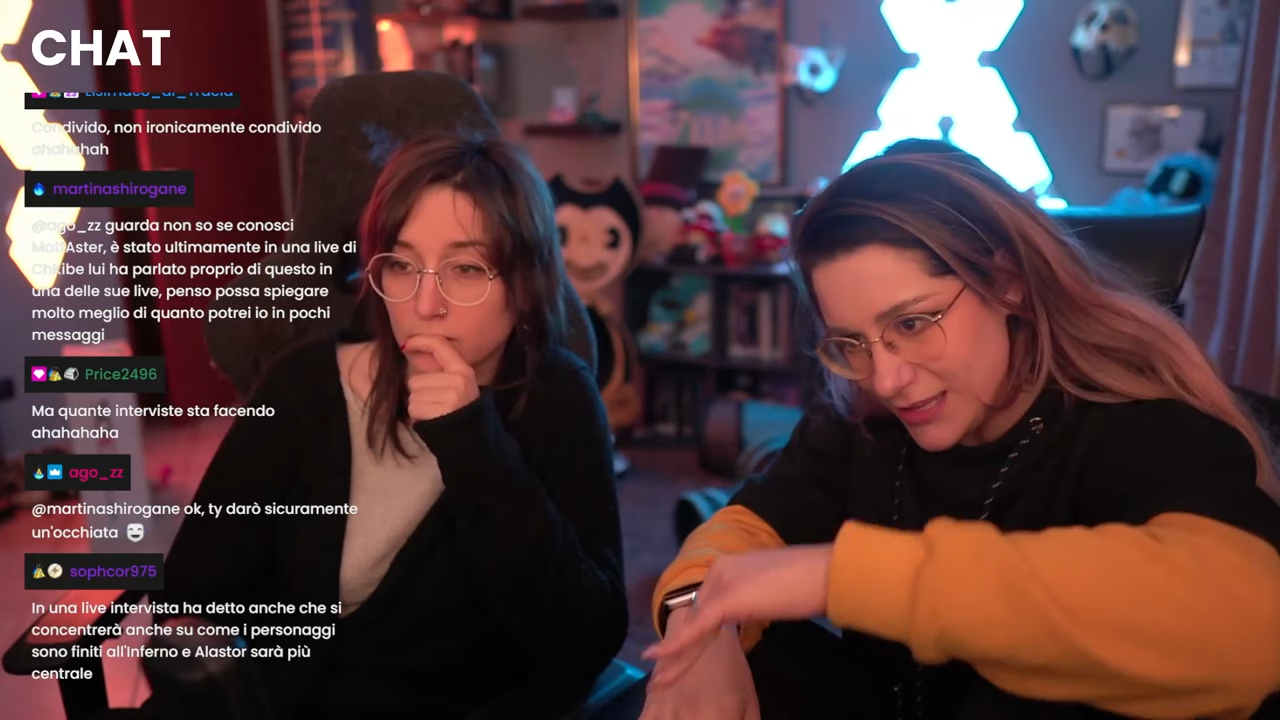 CHAT
Condivido, non ironicamente condivido
ahahahah
martinashirogane
@ago_zz guarda non so se conosci
Matt Aster, è stato ultimamente in una live di
lui ha parlato proprio di questo in
una delle sue live, penso possa spiegare
molto meglio di quanto potrei io in pochi
messaggi
Price2496
Ma quante interviste sta facendo
ahahahaha
ago_zz
@martinashirogane ok, ty darò sicuramente
un'occhiata
sophcor975
In una live intervista ha detto anche che si
concentrerà anche su come i personaggi
sono finiti all'Inferno e Alastor sarà più
centrale